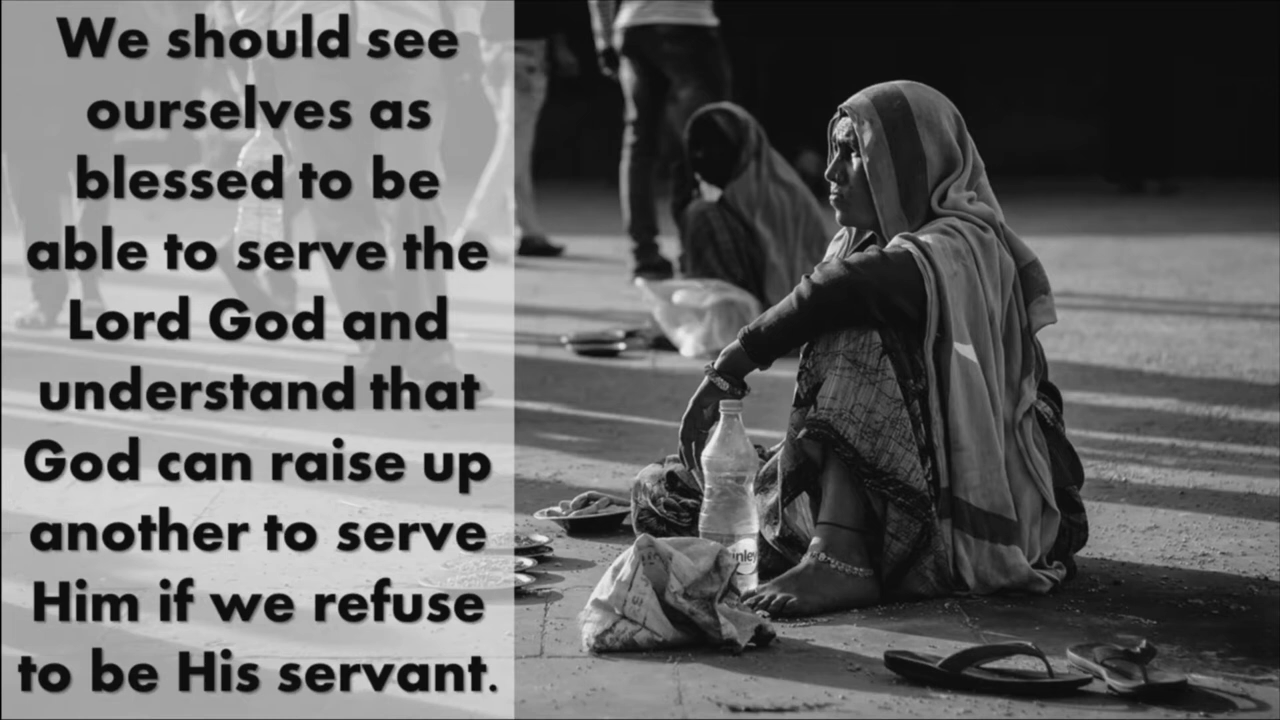 We should see
ourselves as
blessed to be
able to serve the
Lord God and
understand that
God can raise up
another to serve
Him if we refuse
to be His servant.
inley